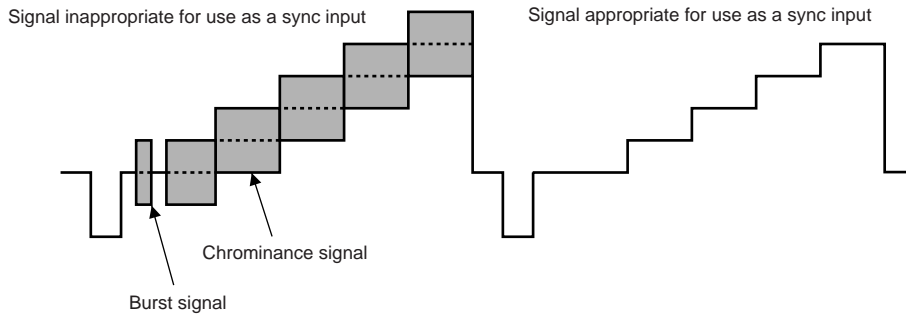 Signal inappropriate for use as a sync input
Signal appropriate for use as a sync input
Chrominance signal
Burst signal